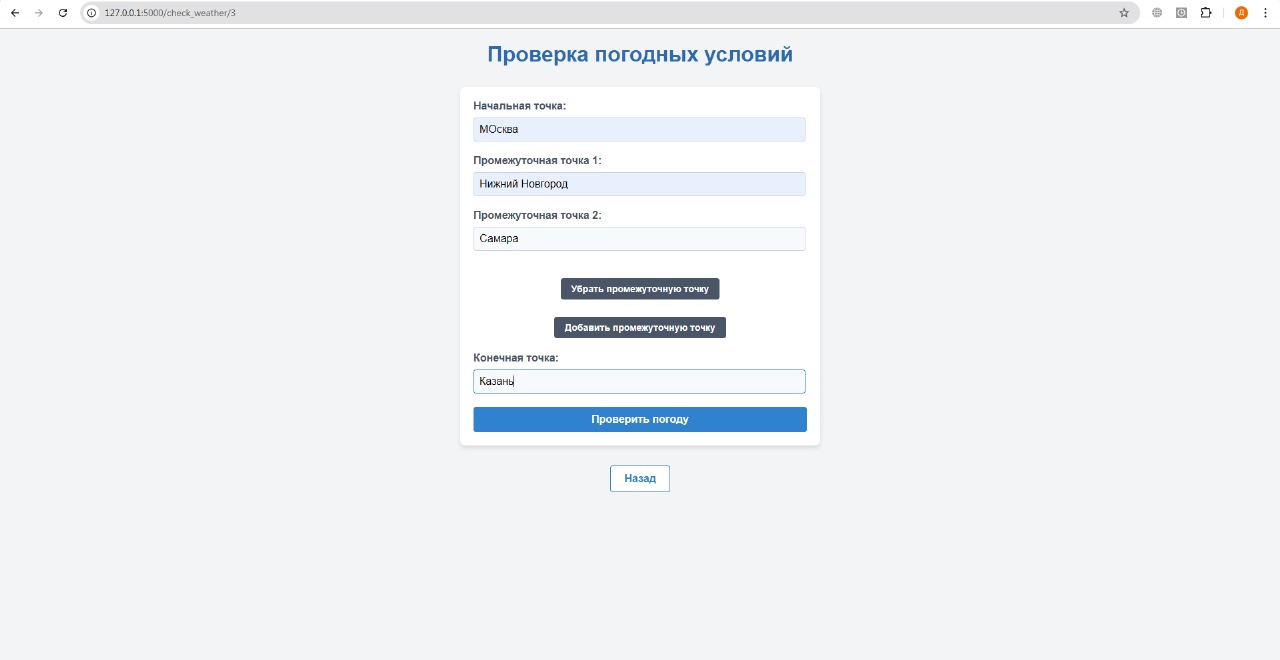 127.0.0.1:5000/check_weather/3
Д
Проверка погодных условий
Начальная точка:
МОсква
Промежуточная точка 1:
Нижний Новгород
Промежуточная точка 2:
Самара
Убрать промежуточную точку
Добавить промежуточную точку
Конечная точка:
Казань
Проверить погоду
Назад